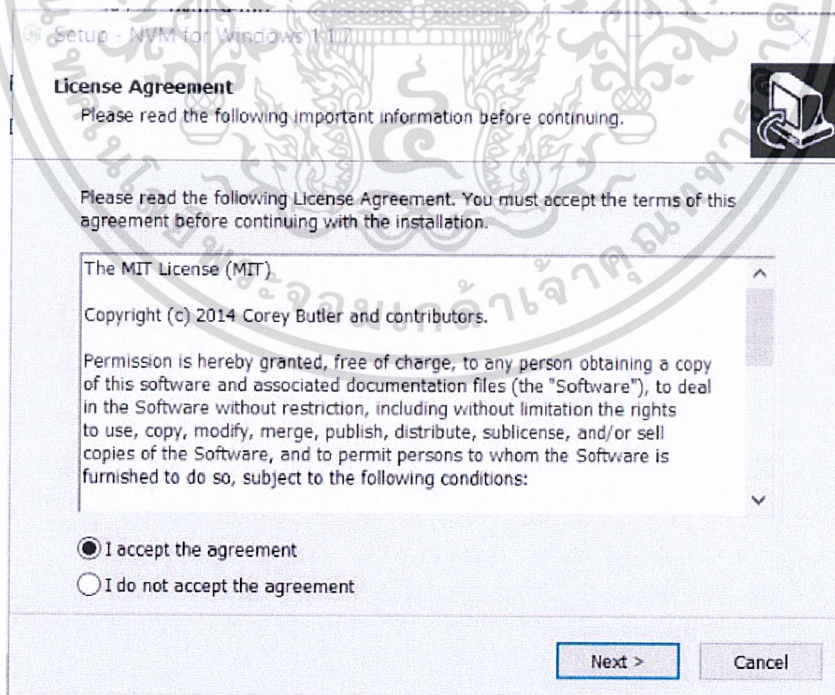 Setup - NVM for Windows 1.1.7
License Agreement
Please read the following important information before continuing.
Please read the following License Agreement. You must accept the terms of this
agreement before continuing with the installation.
The MIT License (MIT)
Copyright (c) 2014 Corey Butler and contributors.
Permission is hereby granted, free of charge, to any person obtaining a copy
of this software and associated documentation files (the "Software"), to deal
in the Software without restriction, including without limitation the rights
to use, copy, modify, merge, publish, distribute, sublicense, and/or sell
copies of the Software, and to permit persons to whom the Software is
furnished to do so, subject to the following conditions:
I accept the agreement
I do not accept the agreement
Next >
Cancel